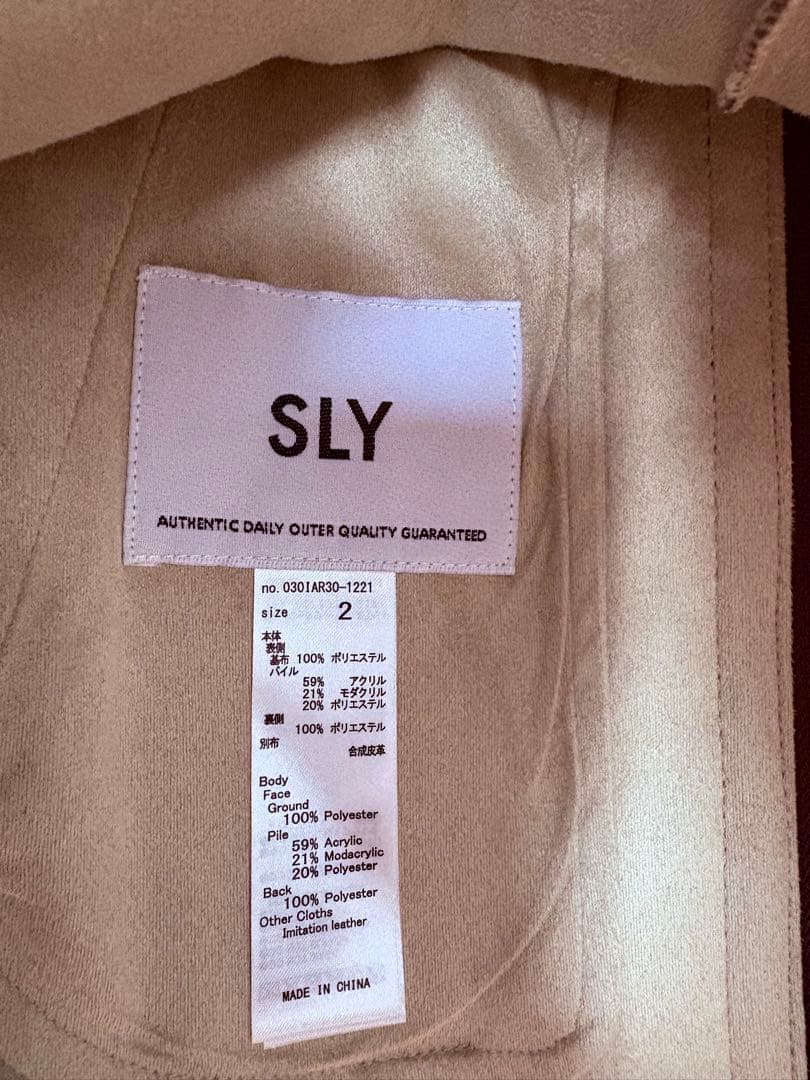 SLY
AUTHENTIC DAILY OUTER QUALITY GUARANTEED
no.030IAR30-1221
size 2
本体
表側
基布 100% ポリエステル
パイル
59% アクリル
21% モダクリル
20% ポリエステル
裏側
100% ポリエステル
別布
合成皮革
Body
Face
Ground
100% Polyester
Pile
59% Acrylic
21% Modacrylic
20% Polyester
Back
100% Polyester
Other Cloths
Imitation leather
MADE IN CHINA